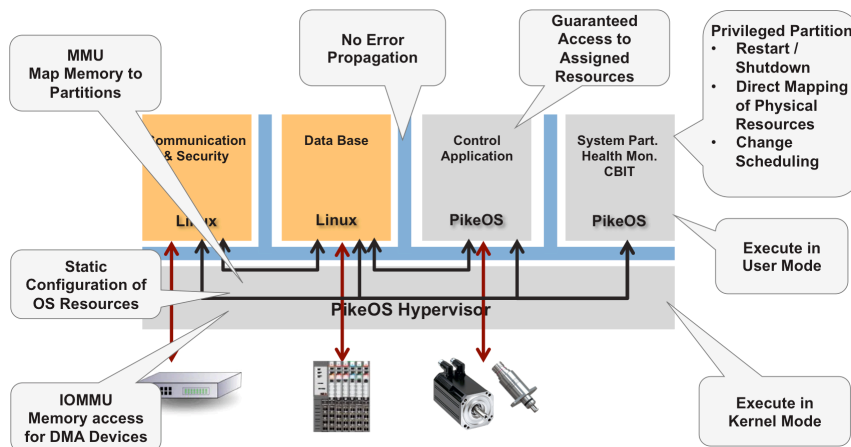 MMU
Map Memory to
Partitions
No Error
Propagation
Guaranteed
Access to
Assigned
Resources
Privileged Partition
• Restart /
Shutdown
• Direct Mapping
of Physical
Resources
• Change
Scheduling
Communication
& Security
Linux
Data Base
Linux
Control
Application
PikeOS
System Part.
Health Mon.
CBIT
PikeOS
Execute in
User Mode
Static
Configuration of
OS Resources
PikeOS Hypervisor
IOMMU
Memory access
for DMA Devices
Execute in
Kernel Mode